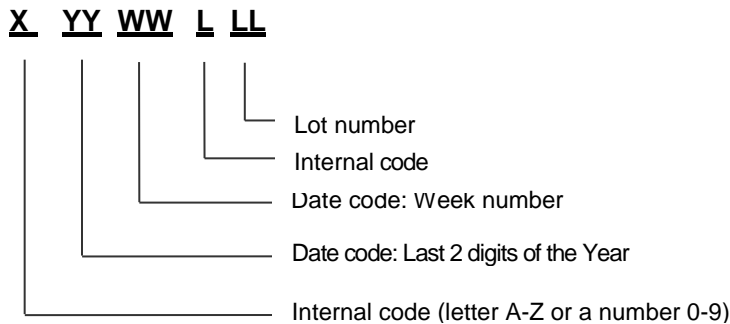 X YY WW L LL
Lot number
Internal code
Date code: Week number
Date code: Last 2 digits of the Year
Internal code (letter A-Z or a number 0-9)